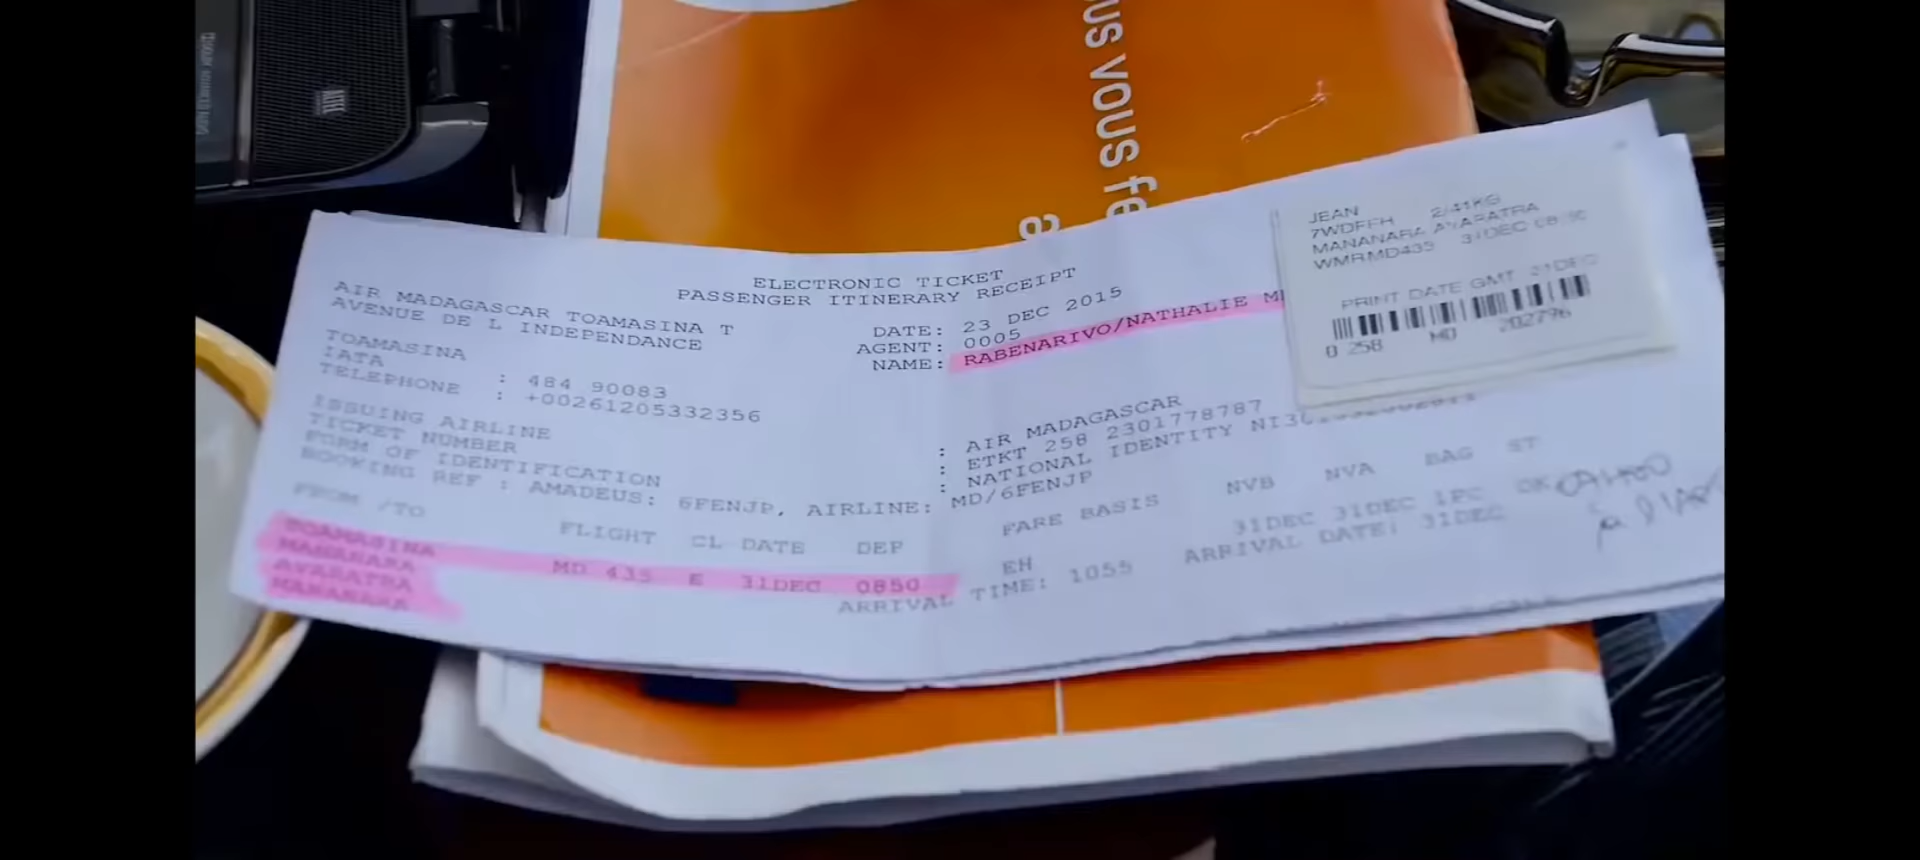 ous vous fe
a
ELECTRONIC TICKET
PASSENGER ITINERARY RECEIPT
AIR MADAGASCAR TOAMASINA T
AVENUE DE L INDEPENDANCE
DATE: 23 DEC 2015
AGENT: 0005
NAME: RABENARIVO/NATHALIE M
TOAMASINA
IATA : 484 90083
TELEPHONE : +00261205332356
ISSUING AIRLINE : AIR MADAGASCAR
TICKET NUMBER : ETKT 258 2301778787
FORM OF IDENTIFICATION : NATIONAL IDENTITY
BOOKING REF : AMADEUS: 6FENJP, AIRLINE: MD/6FENJP
FROM /TO FLIGHT CL DATE DEP FARE BASIS NVB NVA BAG ST
TOAMASINA MD 435 E 31DEC 0850 EH 31DEC 31DEC 1PC OK
MANANARA ARRIVAL TIME: 1055 ARRIVAL DATE: 31DEC
AVARATRA
MANANARA
JEAN
2/41KG
MANANARA AVARATRA
WMRMD435 31DEC
PRINT DATE GMT 31DEC
0 258 MD 202796